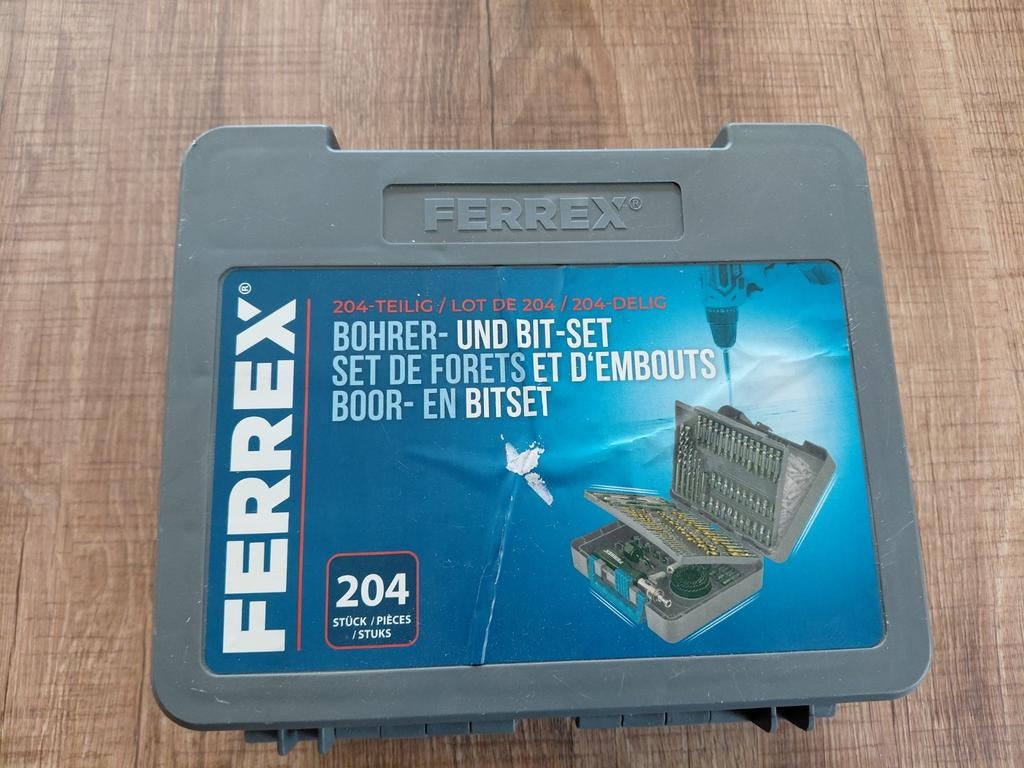 FERREX®
FERREX®
204-TEILIG / LOT DE 204 / 204-DELIG
BOHRER- UND BIT-SET
SET DE FORETS ET D'EMBOUTS
BOOR- EN BITSET
204
STÜCK / PIÈCES
/ STUKS